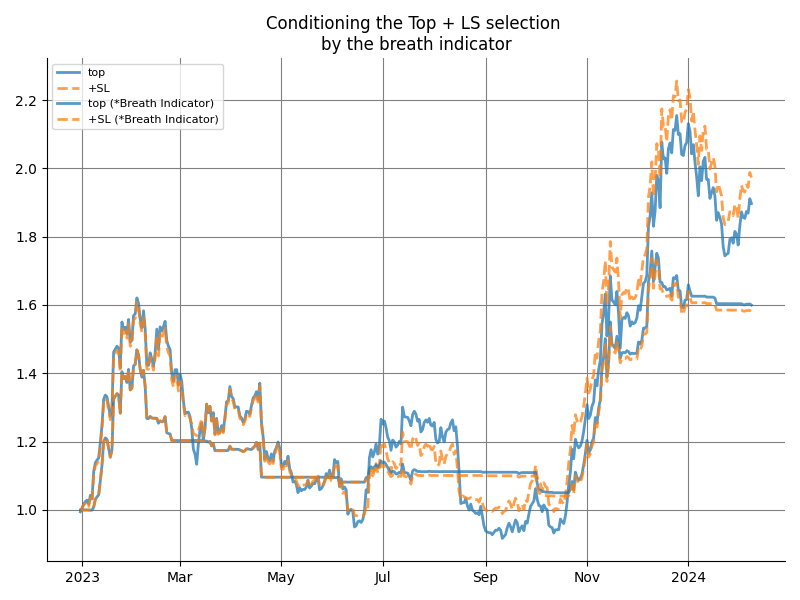 Conditioning the Top + LS selection
by the breath indicator
top
+SL
top (*Breath Indicator)
+SL (*Breath Indicator)
2.2
2.0
1.8
1.6
1.4
1.2
1.0
2023 Mar May Jul Sep Nov 2024